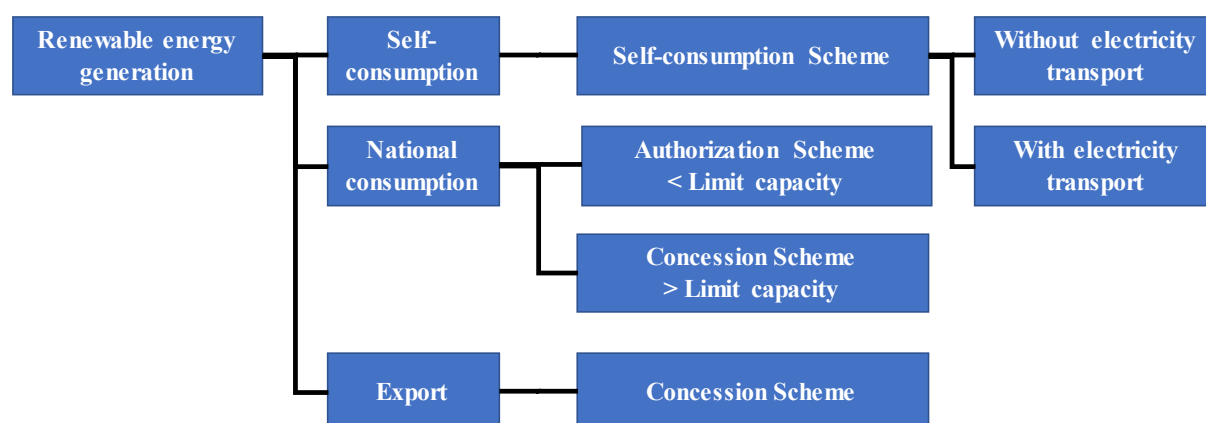 Renewable energy
generation
Self-
consumption
Self-consumption Scheme
Without electricity
transport
National
consumption
Authorization Scheme
< Limit capacity
With electricity
transport
Concession Scheme
> Limit capacity
Export
Concession Scheme